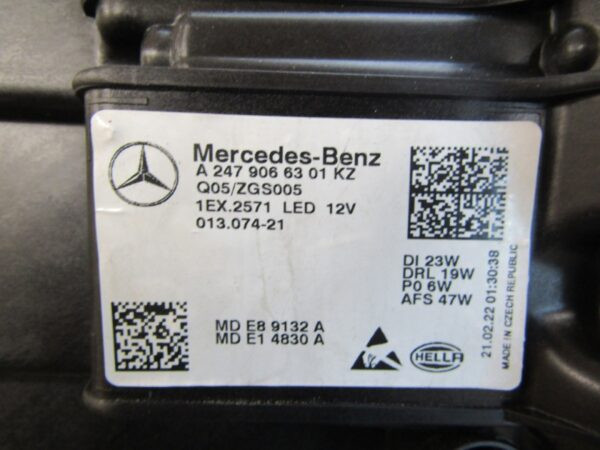 Mercedes-Benz
A 247 906 63 01 KZ
Q05/ZGS005
1EX.2571 LED 12V
013.074-21
DI 23W
DRL 19W
P0 6W
AFS 47W
21.02.22 01:30:38
MADE IN CZECH REPUBLIC
MD E8 9132 A
MD E1 4830 A
HELLA